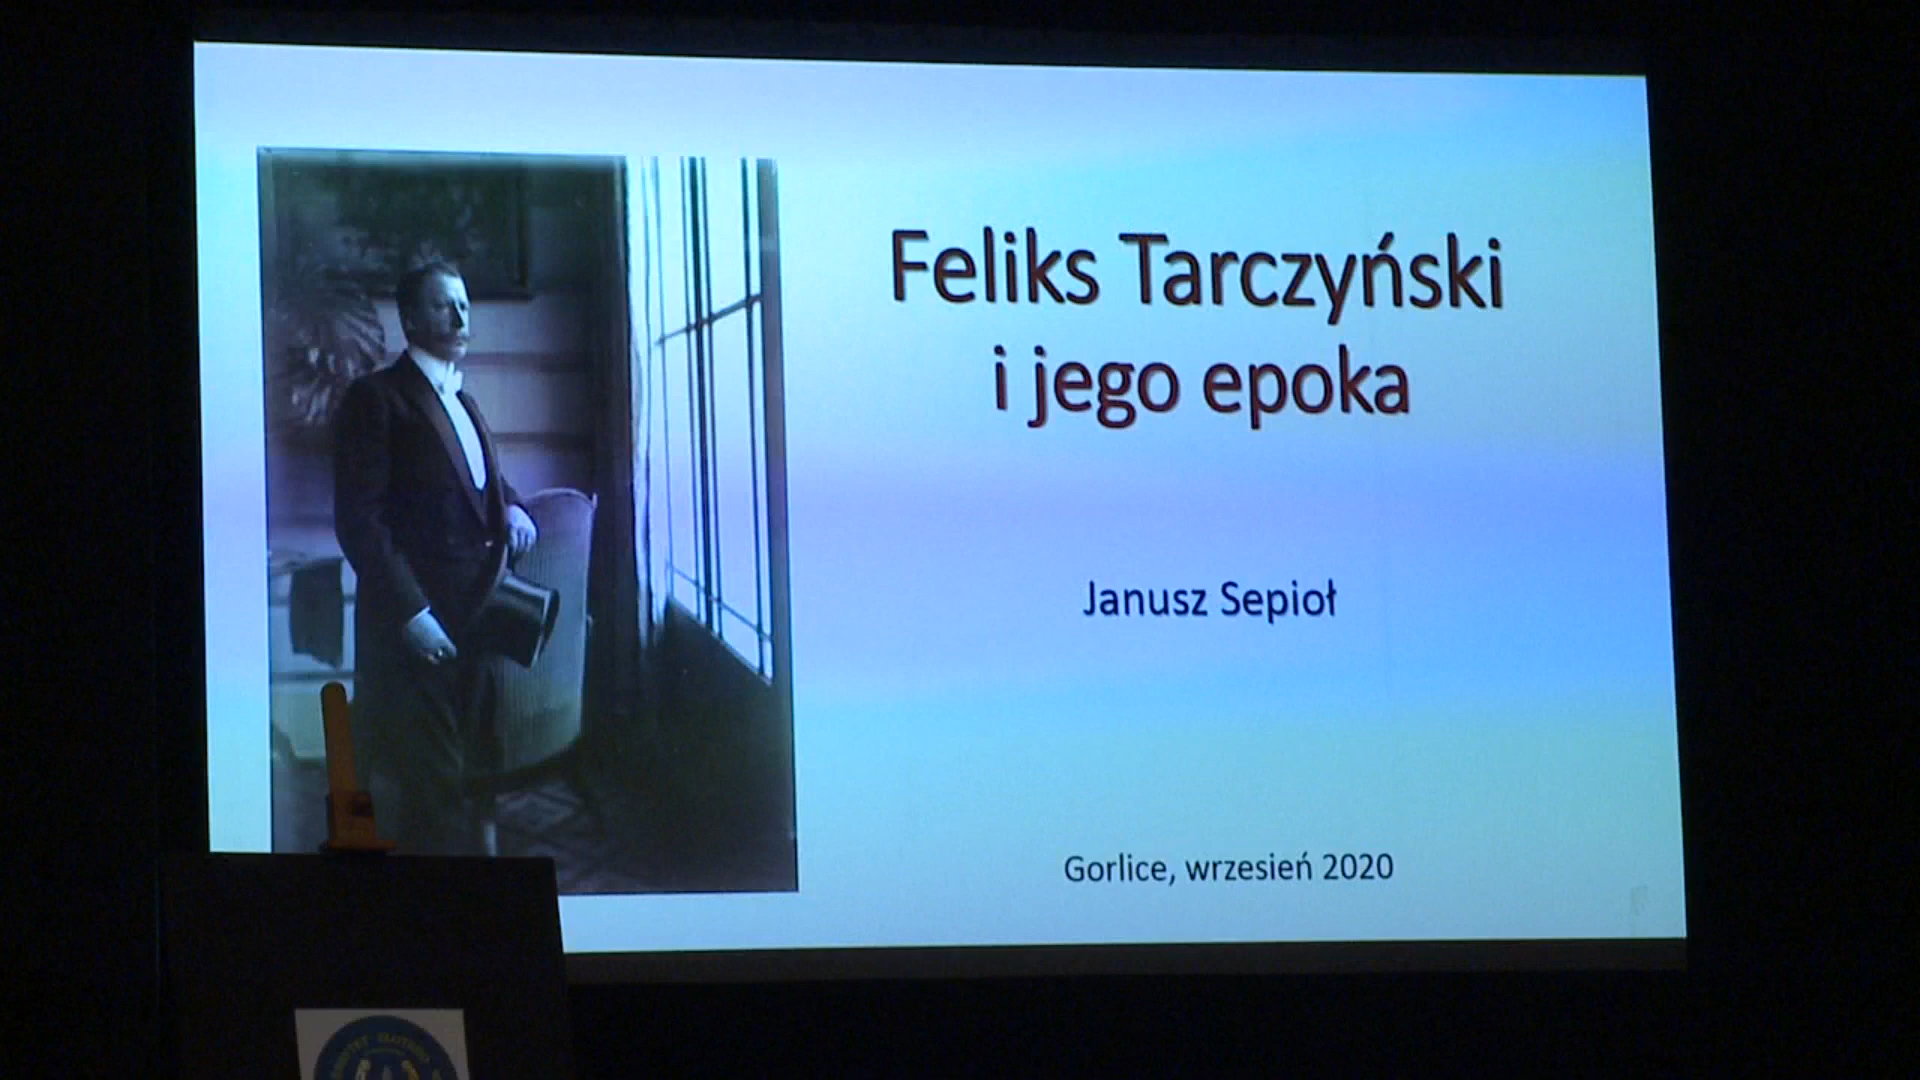 Feliks Tarczyński
i jego epoka
Janusz Sepioł
Gorlice, wrzesień 2020